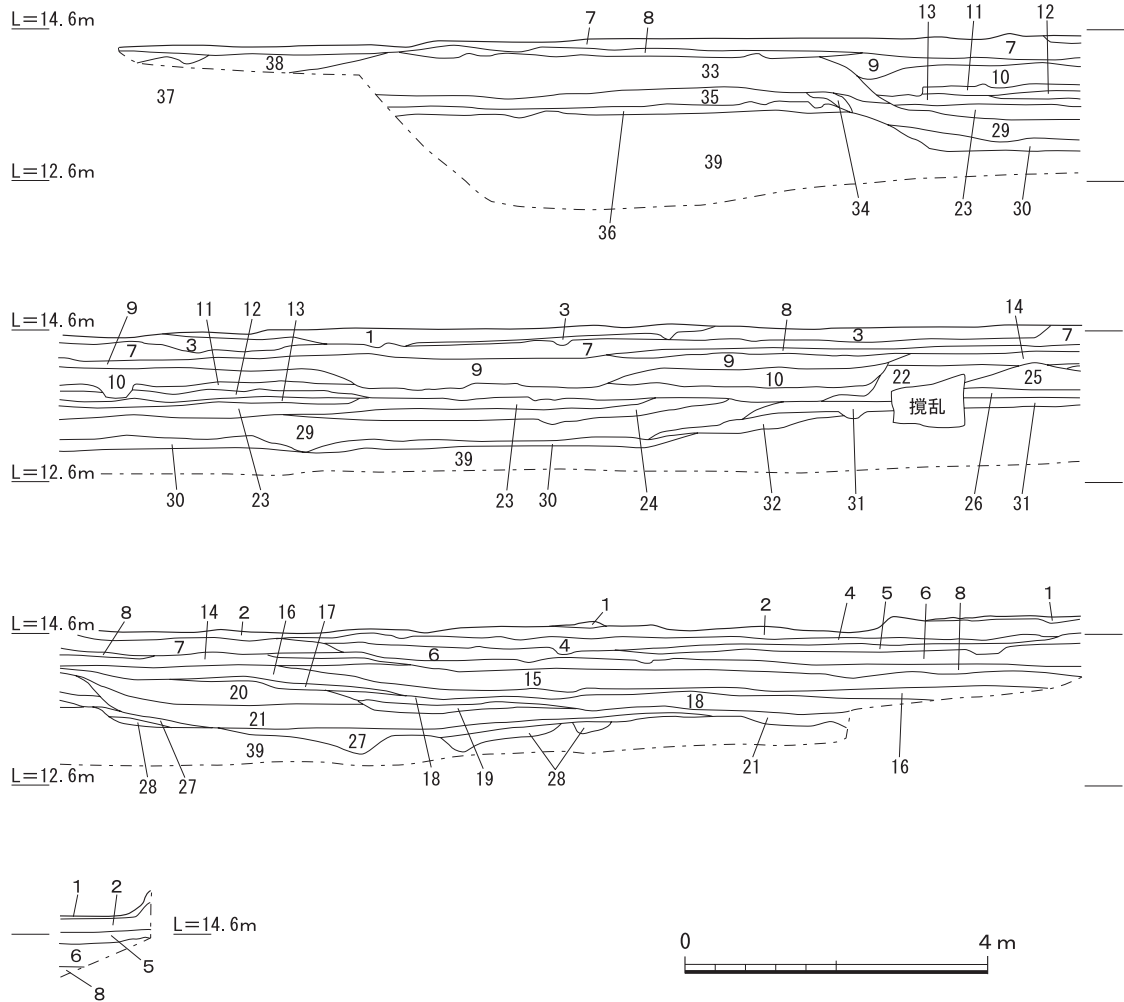 L=14.6m
7 8 13 11 12
7
38 33 9 10
37
35
29
L=12.6m
39
34 23 30
36
9 11 12 13 3 8 14
L=14.6m
1 3 7
7 3 7
9 9
10 10 22 25
撹乱
29
L=12.6m
39
30 23 23 30 24 32 31 26 31
8 14 2 16 17 1 2 4 5 6 8 1
L=14.6m
7 4
6
15
20 18
21
39 27
L=12.6m
28 27 18 19 28 21 16
1 2
L=14.6m
0 4m
6 5
8